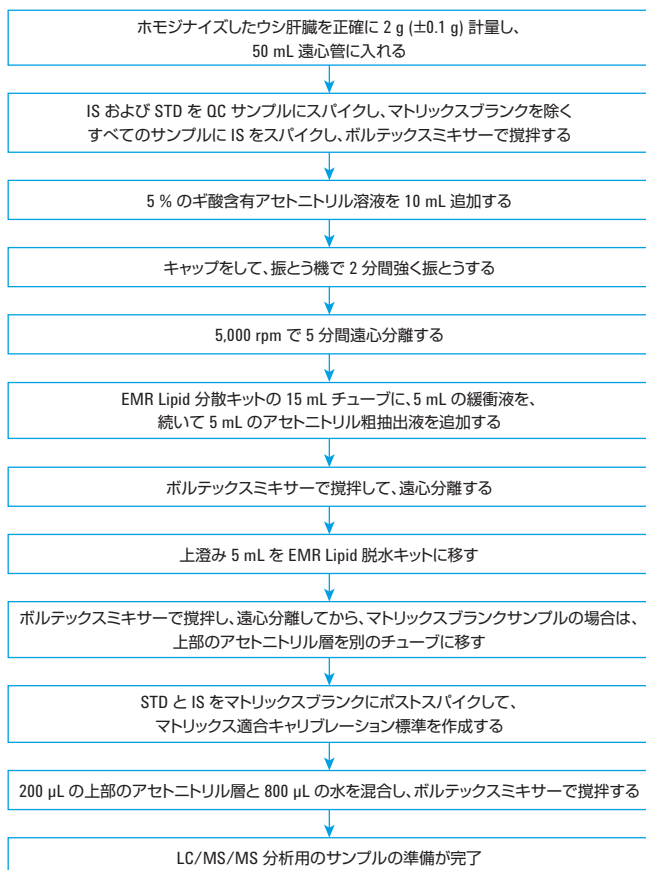 ホモジナイズしたウシ肝臓を正確に 2 g (±0.1 g) 計量し、
50 mL 遠心管に入れる
IS および STD を QC サンプルにスパイクし、マトリックスブランクを除く
すべてのサンプルに IS をスパイクし、ボルテックスミキサーで撹拌する
5 % のギ酸含有アセトニトリル溶液を 10 mL 追加する
キャップをして、振とう機で 2 分間強く振とうする
5,000 rpm で 5 分間遠心分離する
EMR Lipid 分散キットの 15 mL チューブに、5 mL の緩衝液を、
続いて 5 mL のアセトニトリル粗抽出液を追加する
ボルテックスミキサーで撹拌して、遠心分離する
上澄み 5 mL を EMR Lipid 脱水キットに移す
ボルテックスミキサーで撹拌し、遠心分離してから、マトリックスブランクサンプルの場合は、
上部のアセトニトリル層を別のチューブに移す
STD と IS をマトリックスブランクにポストスパイクして、
マトリックス適合キャリブレーション標準を作成する
200 µL の上部のアセトニトリル層と 800 µL の水を混合し、ボルテックスミキサーで撹拌する
LC/MS/MS 分析用のサンプルの準備が完了